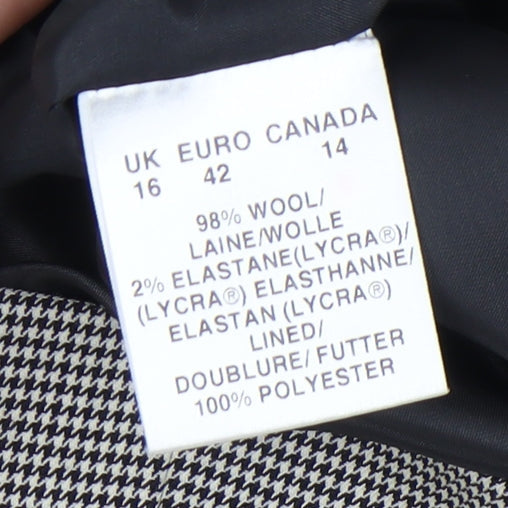 UK EURO CANADA
16 42 14
98% WOOL/
LAINE/WOLLE
2% ELASTANE(LYCRA®)/
(LYCRA®) ELASTHANNE/
ELASTAN (LYCRA®)
LINED/
DOUBLURE/FUTTER
100% POLYESTER